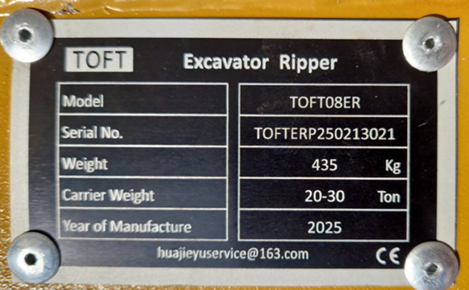 TOFT Excavator Ripper
Model TOFT08ER
Serial No. TOFTERP250213021
Weight 435 Kg
Carrier Weight 20-30 Ton
Year of Manufacture 2025
huajieyuservice@163.com CE